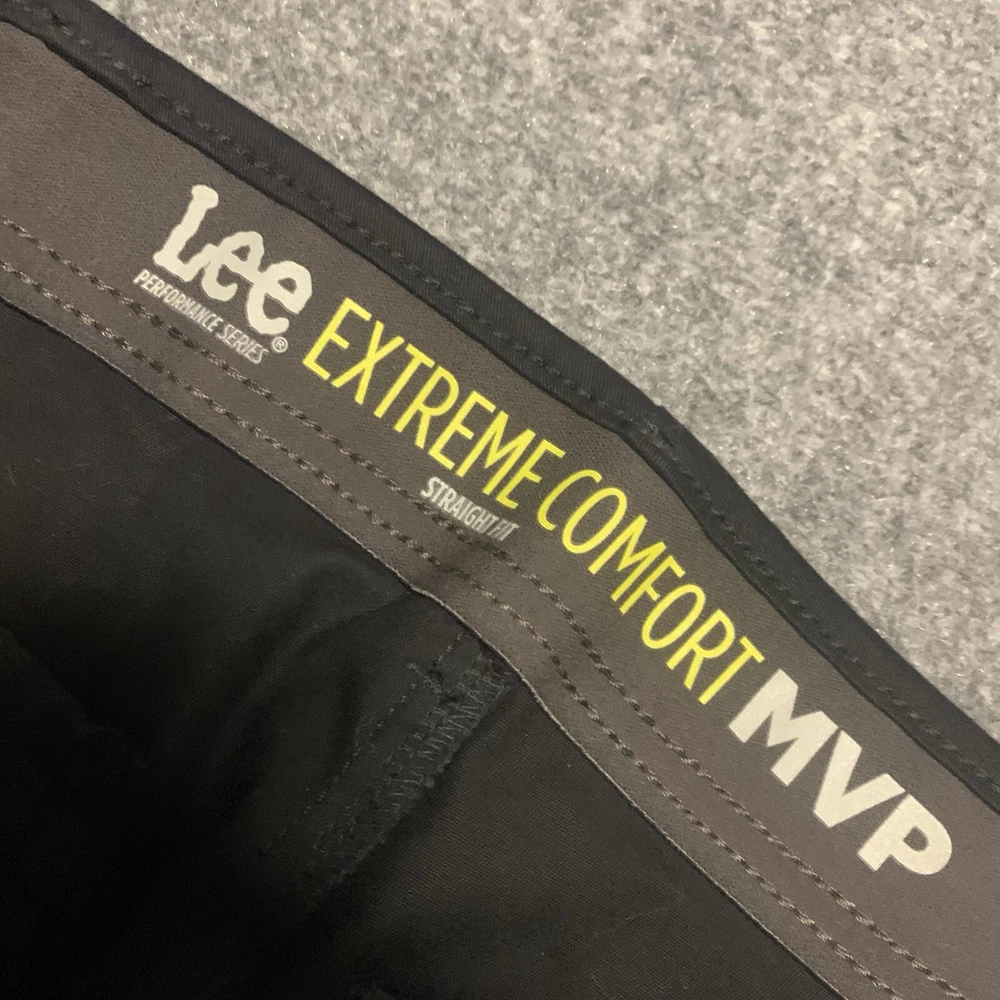 Lee®
PERFORMANCE SERIES
EXTREME COMFORT MVP
STRAIGHT FIT